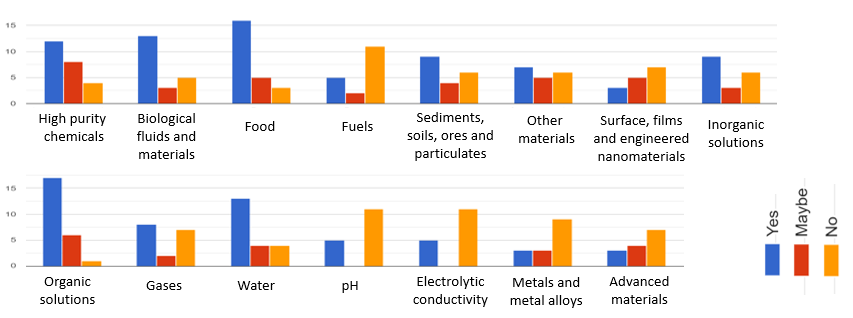 15
10
5
0
High purity
chemicals
Biological
fluids and
materials
Food
Fuels
Sediments,
soils, ores and
particulates
Other
materials
Surface, films
and engineered
nanomaterials
Inorganic
solutions
15
10
5
0
Organic
solutions
Gases
Water
pH
Electrolytic
conductivity
Metals and
metal alloys
Advanced
materials
Yes
Maybe
No